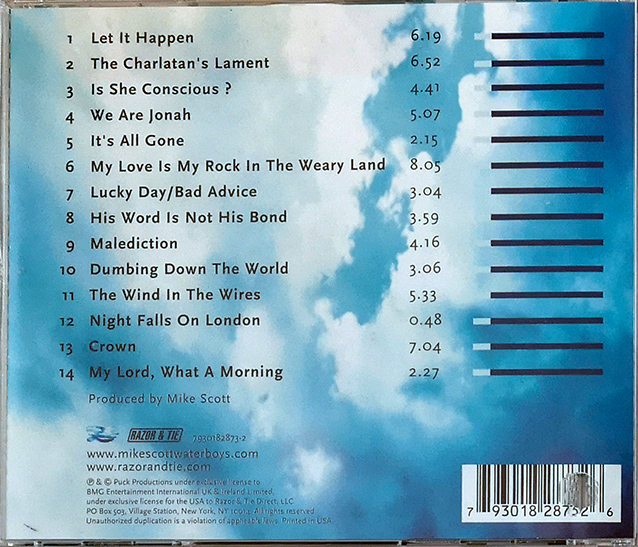 1 Let It Happen 6.19
2 The Charlatan's Lament 6.52
3 Is She Conscious ? 4.41
4 We Are Jonah 5.07
5 It's All Gone 2.15
6 My Love Is My Rock In The Weary Land 8.05
7 Lucky Day/Bad Advice 3.04
8 His Word Is Not His Bond 3.59
9 Malediction 4.16
10 Dumbing Down The World 3.06
11 The Wind In The Wires 5.33
12 Night Falls On London 0.48
13 Crown 7.04
14 My Lord, What A Morning 2.27
Produced by Mike Scott
RAZOR & TIE 7930182873-2
www.mikescottwaterboys.com
www.razorandtie.com
℗ & © Puck Productions under exclusive license to
BMG Entertainment International UK & Ireland Limited,
under exclusive license for the USA to Razor & Tie Direct, LLC
PO Box 503, Village Station, New York, NY 10014. All rights reserved
Unauthorized duplication is a violation of applicable laws. Printed in USA.
7 93018 28732 6